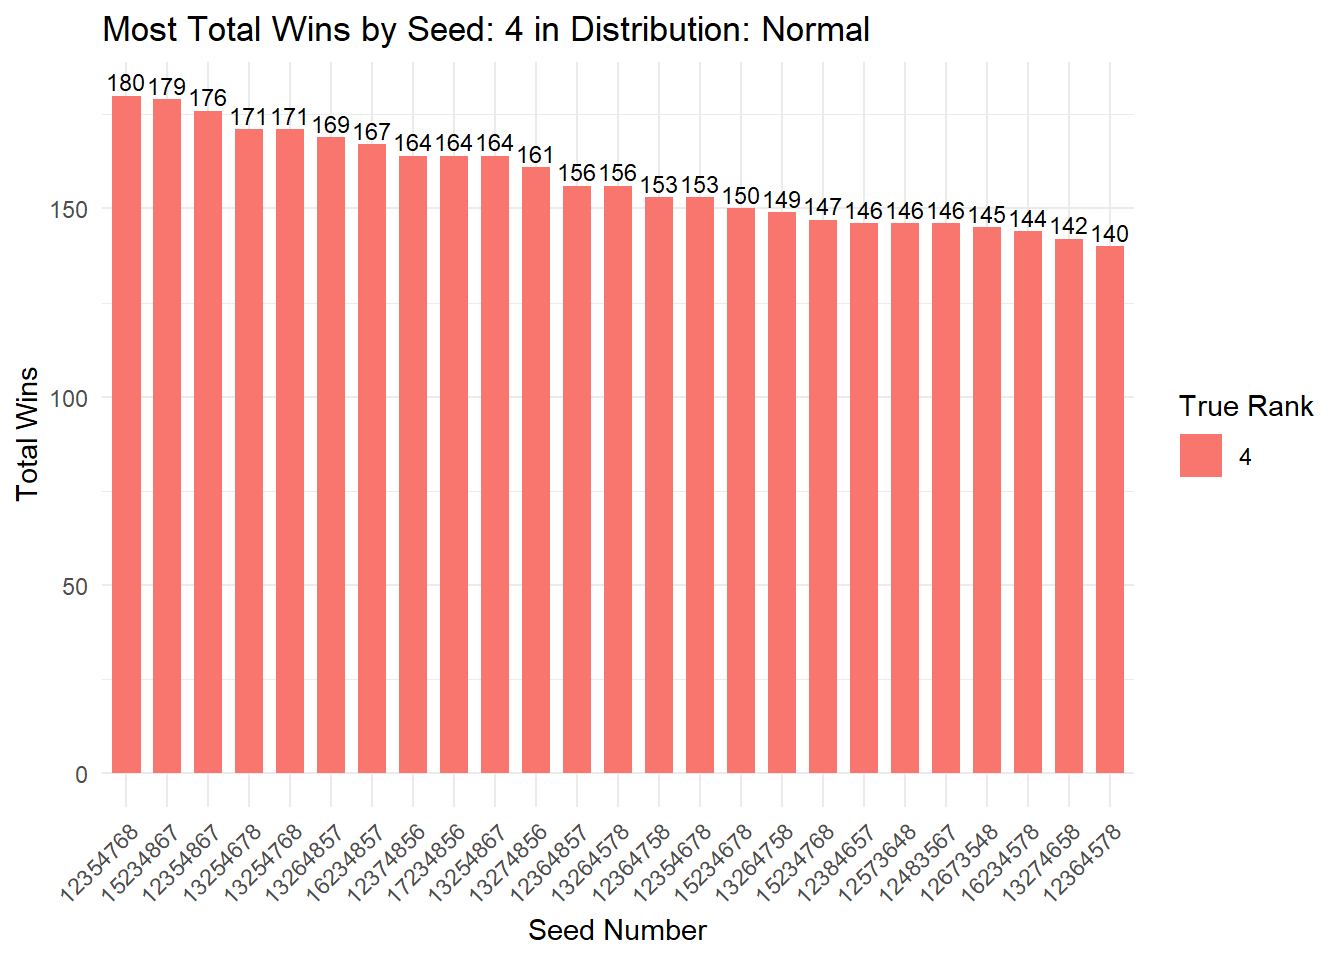 Most Total Wins by Seed: 4 in Distribution: Normal
180 179 176 171 171 169 167 164 164 164 161 156 156 153 153 150 149 147 146 146 146 145 144 142 140
150
100
50
0
Total Wins
True Rank
4
12354768 15234867 12354867 13254678 13254768 13264857 16234857 12374856 17234856 13254867 13274856 12364857 13264578 12364758 12354678 15234678 13264758 15234768 12384657 12573648 12483567 12673548 16234578 13274658 12364578
Seed Number